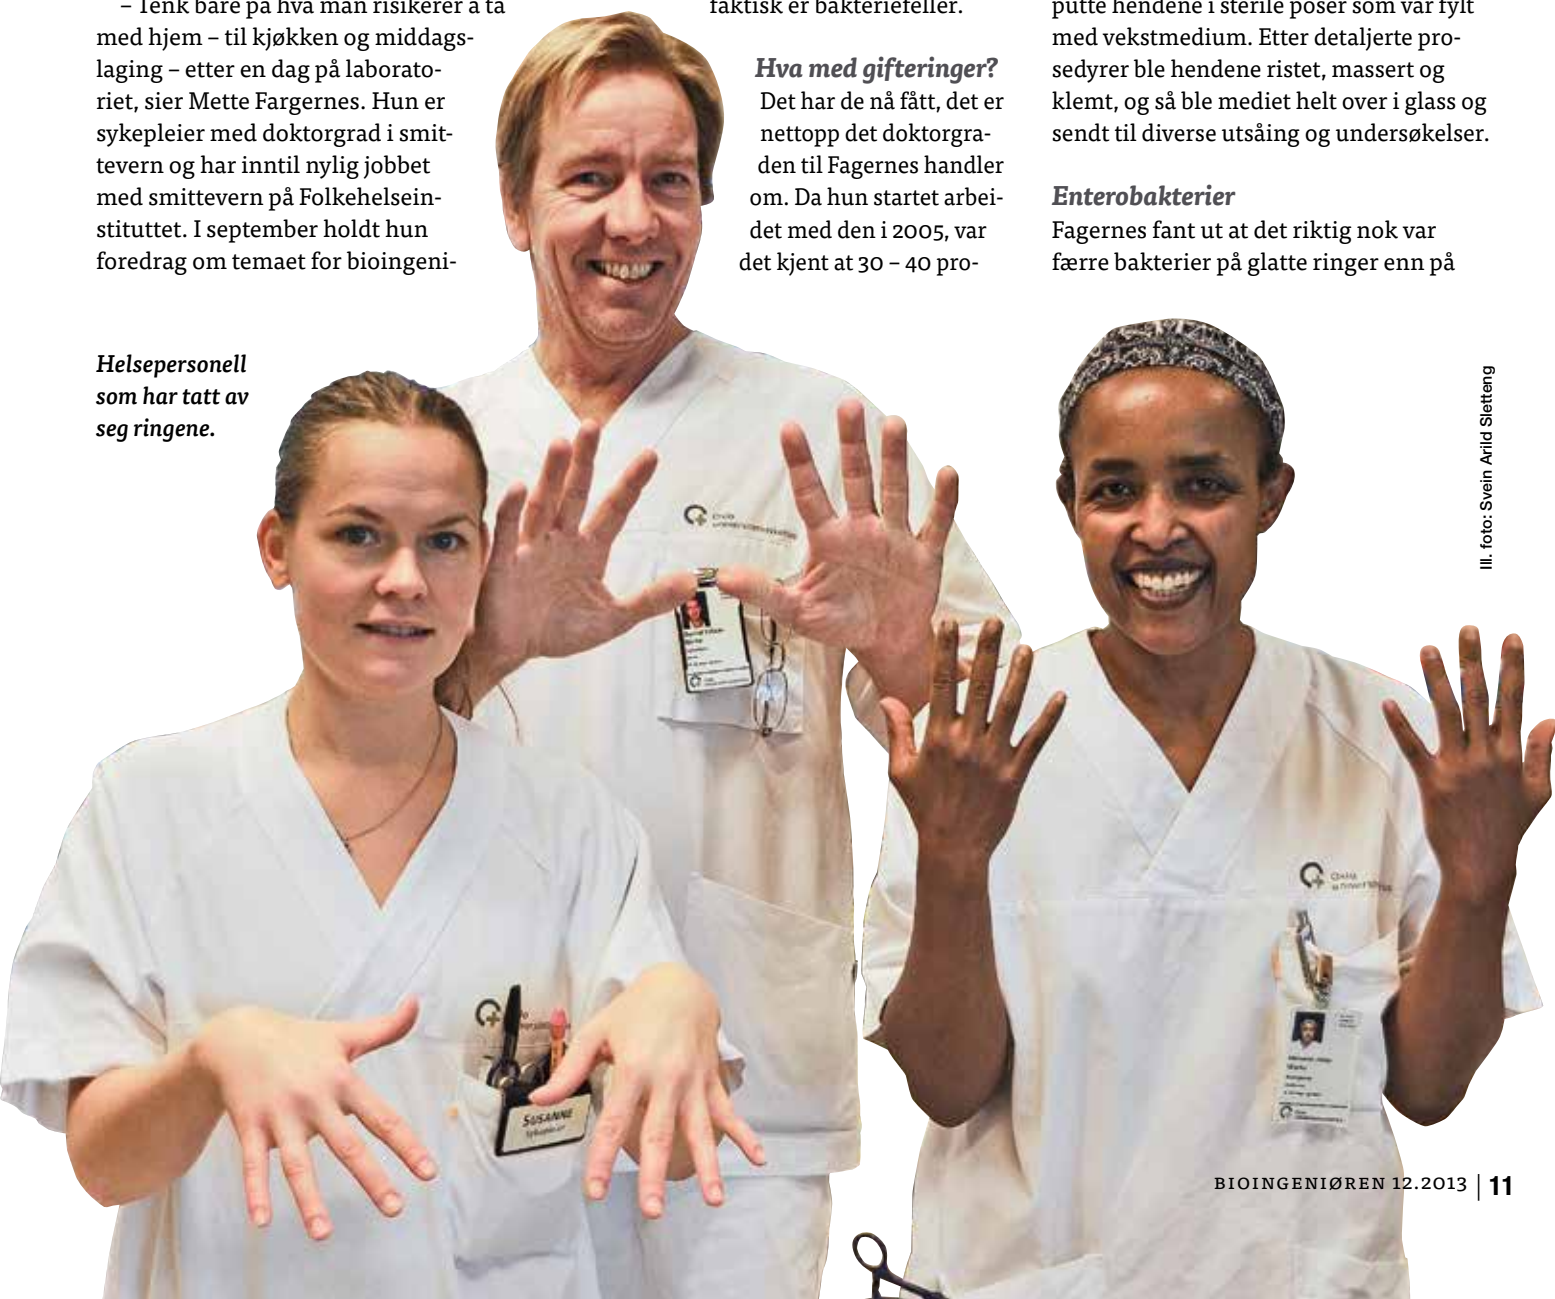 – Tenk bare på hva man risikerer å ta
med hjem – til kjøkken og middags-
laging – etter en dag på laborato-
riet, sier Mette Fargernes. Hun er
sykepleier med doktorgrad i smit-
tevern og har inntil nylig jobbet
med smittevern på Folkehelsein-
stituttet. I september holdt hun
foredrag om temaet for bioingeni-
faktisk er bakteriefeller.
Hva med gifteringer?
Det har de nå fått, det er
nettopp det doktorgra-
den til Fagernes handler
om. Da hun startet arbei-
det med den i 2005, var
det kjent at 30 – 40 pro-
putte hendene i sterile poser som var fylt
med vekstmedium. Etter detaljerte pro-
sedyrer ble hendene ristet, massert og
klemt, og så ble mediet helt over i glass og
sendt til diverse utsåing og undersøkelser.
Enterobakterier
Fagernes fant ut at det riktig nok var
færre bakterier på glatte ringer enn på
Helsepersonell
som har tatt av
seg ringene.
Ill. foto: Svein Arild Sletteng
Oslo
SUSANNE
Sykepleier
BIOINGENIØREN 12.2013 | 11